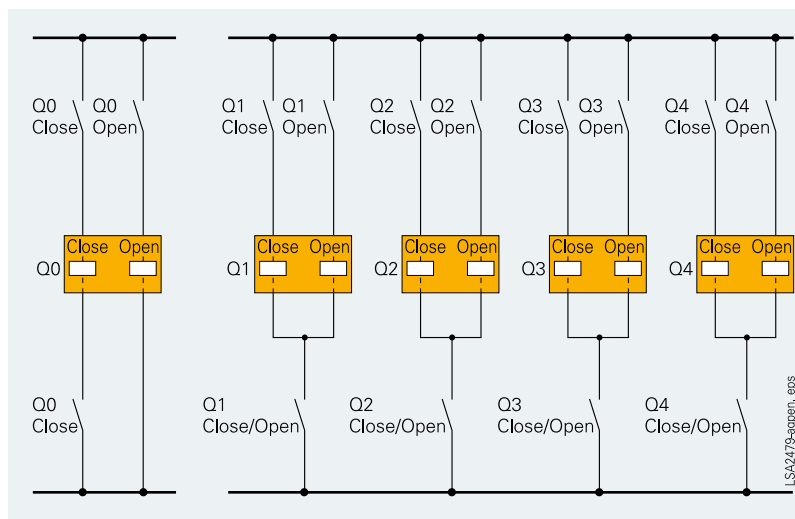 Q0 Q0 Q1 Q1 Q2 Q2 Q3 Q3 Q4 Q4
Close Open Close Open Close Open Close Open Close Open
Close Open Close Open Close Open Close Open Close Open
Q0 Q1 Q2 Q3 Q4
Q0 Q1 Q2 Q3 Q4
Close Close/Open Close/Open Close/Open Close/Open
LSA2479-agpen.eps